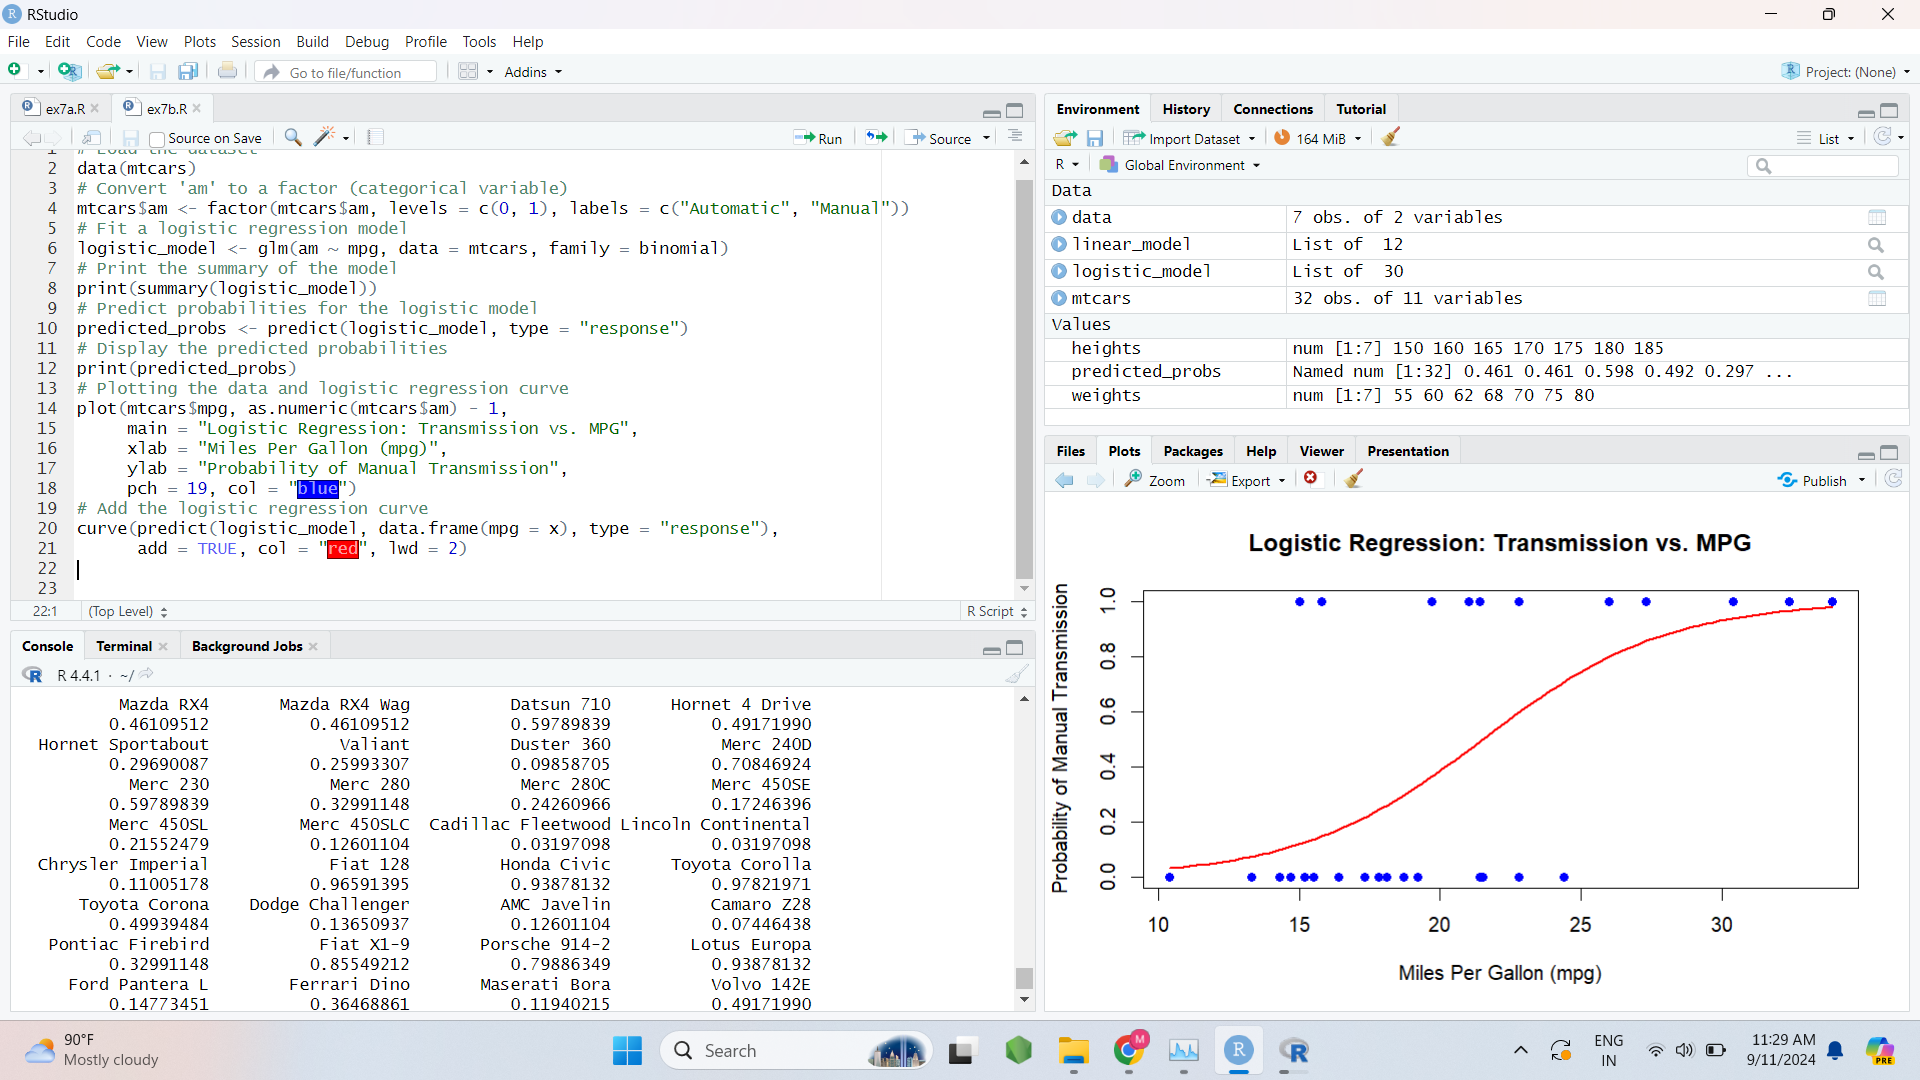 RStudio
File Edit Code View Plots Session Build Debug Profile Tools Help
Go to file/function Addins Project: (None)
ex7a.R ex7b.R
Source on Save Run Source
1 # Load the dataset
2 data(mtcars)
3 # Convert 'am' to a factor (categorical variable)
4 mtcars$am <- factor(mtcars$am, levels = c(0, 1), labels = c("Automatic", "Manual"))
5 # Fit a logistic regression model
6 logistic_model <- glm(am ~ mpg, data = mtcars, family = binomial)
7 # Print the summary of the model
8 print(summary(logistic_model))
9 # Predict probabilities for the logistic model
10 predicted_probs <- predict(logistic_model, type = "response")
11 # Display the predicted probabilities
12 print(predicted_probs)
13 # Plotting the data and logistic regression curve
14 plot(mtcars$mpg, as.numeric(mtcars$am) - 1,
15 main = "Logistic Regression: Transmission vs. MPG",
16 xlab = "Miles Per Gallon (mpg)",
17 ylab = "Probability of Manual Transmission",
18 pch = 19, col = "blue")
19 # Add the logistic regression curve
20 curve(predict(logistic_model, data.frame(mpg = x), type = "response"),
21 add = TRUE, col = "red", lwd = 2)
22
23
22:1 (Top Level) R Script
Console Terminal Background Jobs
R 4.4.1 · ~/
Mazda RX4 Mazda RX4 Wag Datsun 710 Hornet 4 Drive
0.46109512 0.46109512 0.59789839 0.49171990
Hornet Sportabout Valiant Duster 360 Merc 240D
0.29690087 0.25993307 0.09858705 0.70846924
Merc 230 Merc 280 Merc 280C Merc 450SE
0.59789839 0.32991148 0.24260966 0.17246396
Merc 450SL Merc 450SLC Cadillac Fleetwood Lincoln Continental
0.21552479 0.12601104 0.03197098 0.03197098
Chrysler Imperial Fiat 128 Honda Civic Toyota Corolla
0.11005178 0.96591395 0.93878132 0.97821971
Toyota Corona Dodge Challenger AMC Javelin Camaro Z28
0.49939484 0.13650937 0.12601104 0.07446438
Pontiac Firebird Fiat X1-9 Porsche 914-2 Lotus Europa
0.32991148 0.85549212 0.79886349 0.93878132
Ford Pantera L Ferrari Dino Maserati Bora Volvo 142E
0.14773451 0.36468861 0.11940215 0.49171990
Environment History Connections Tutorial
Import Dataset 164 MiB List
R Global Environment
Data
data 7 obs. of 2 variables
linear_model List of 12
logistic_model List of 30
mtcars 32 obs. of 11 variables
Values
heights num [1:7] 150 160 165 170 175 180 185
predicted_probs Named num [1:32] 0.461 0.461 0.598 0.492 0.297 ...
weights num [1:7] 55 60 62 68 70 75 80
Files Plots Packages Help Viewer Presentation
Zoom Export Publish
Logistic Regression: Transmission vs. MPG
Probability of Manual Transmission
1.0
0.8
0.6
0.4
0.2
0.0
10 15 20 25 30
Miles Per Gallon (mpg)
90°F
Mostly cloudy
Search
M
PRE
ENG
IN
11:29 AM
9/11/2024